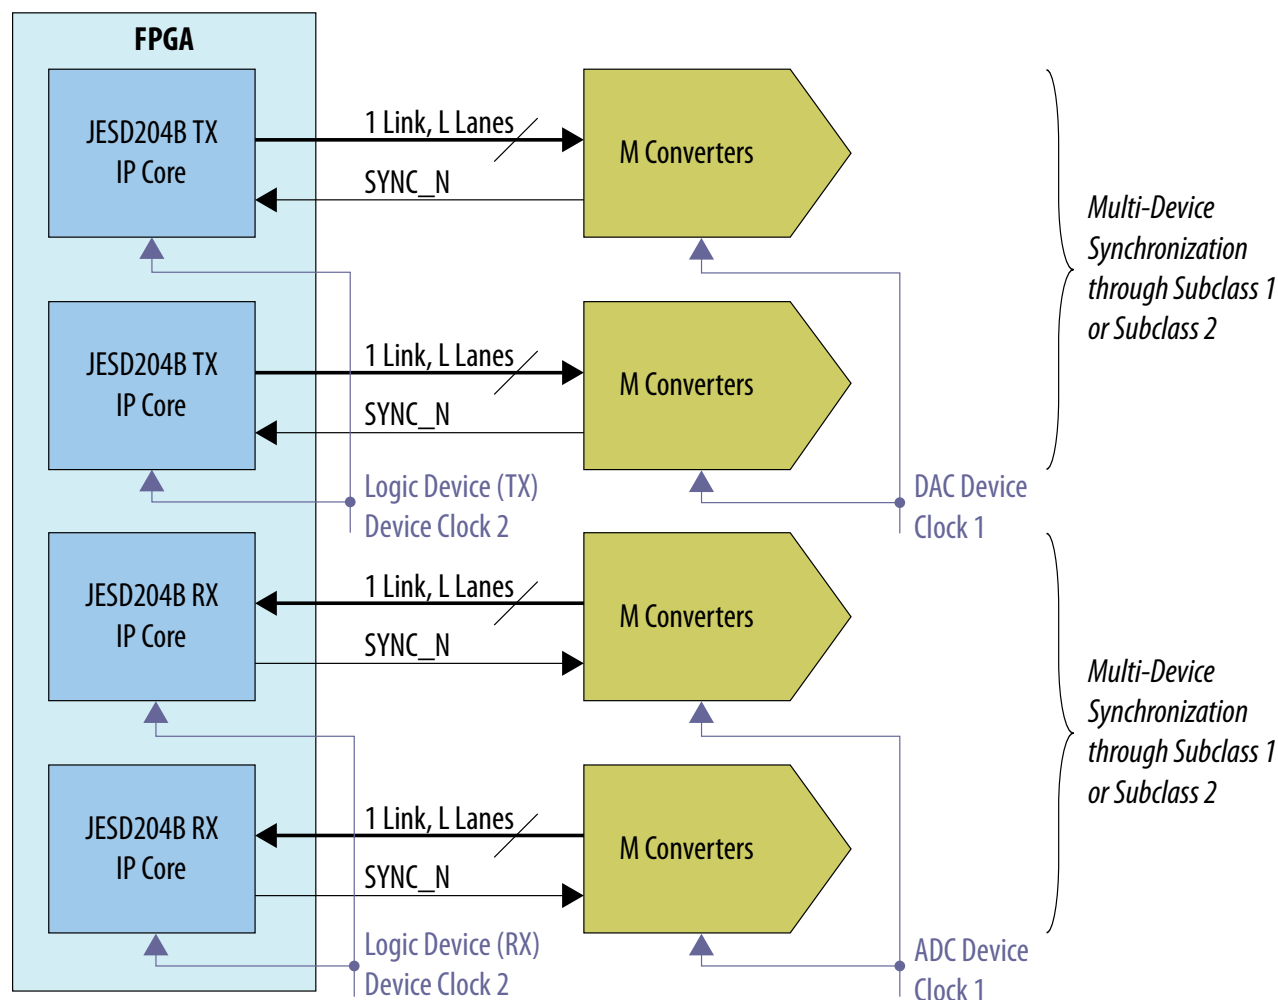 FPGA
JESD204B TX
IP Core
1 Link, L Lanes
SYNC_N
M Converters
Multi-Device
Synchronization
through Subclass 1
or Subclass 2
JESD204B TX
IP Core
1 Link, L Lanes
SYNC_N
M Converters
Logic Device (TX)
Device Clock 2
DAC Device
Clock 1
JESD204B RX
IP Core
1 Link, L Lanes
SYNC_N
M Converters
Multi-Device
Synchronization
through Subclass 1
or Subclass 2
JESD204B RX
IP Core
1 Link, L Lanes
SYNC_N
M Converters
Logic Device (RX)
Device Clock 2
ADC Device
Clock 1